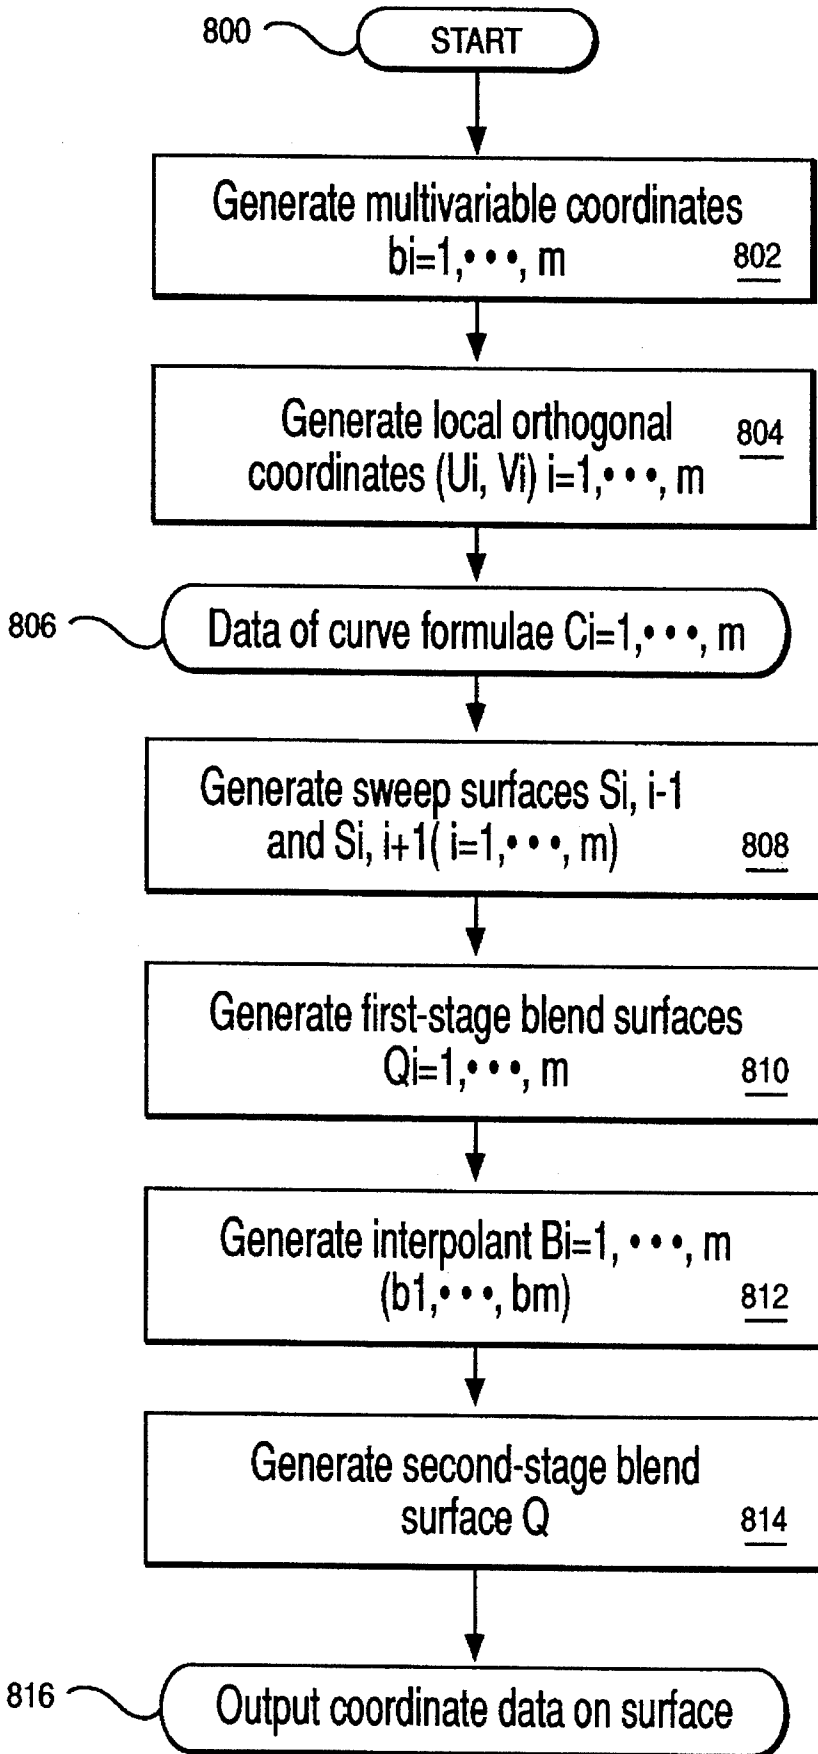 800
START
Generate multivariable coordinates
bi=1,•••, m
802
Generate local orthogonal
804
coordinates (Ui, Vi) i=1,•••, m
806
Data of curve formulae Ci=1,•••, m
Generate sweep surfaces Si, i-1
and Si, i+1( i=1,•••, m)
808
Generate first-stage blend surfaces
Qi=1,•••, m
810
Generate interpolant Bi=1, •••, m
(b1,•••, bm)
812
Generate second-stage blend
surface Q
814
816
Output coordinate data on surface